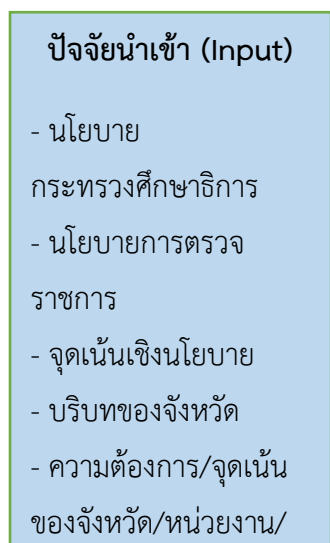 ปัจจัยนำเข้า (Input)
- นโยบาย
กระทรวงศึกษาธิการ
- นโยบายการตรวจ
ราชการ
- จุดเน้นเชิงนโยบาย
- บริบทของจังหวัด
- ความต้องการ/จุดเน้น
ของจังหวัด/หน่วยงาน/